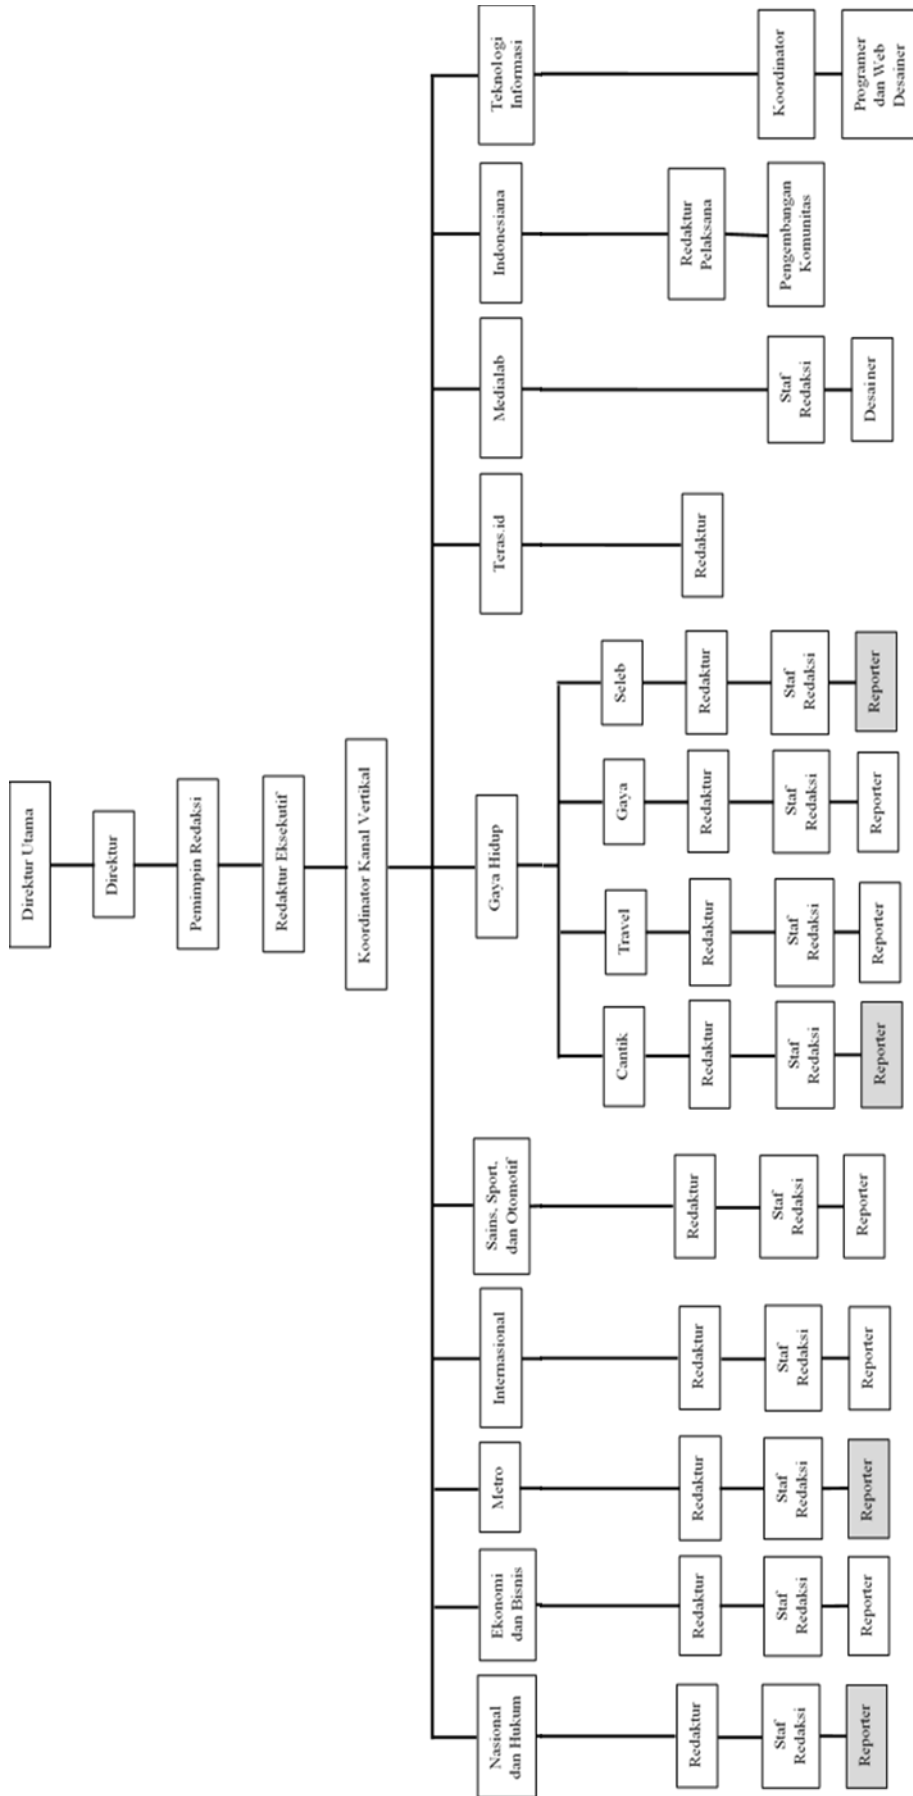 Direktur Utama
Direktur
Pemimpin Redaksi
Redaktur Eksekutif
Koordinator Kanal Vertikal
Nasional
dan Hukum
Ekonomi
dan Bisnis
Metro
Internasional
Sains, Sport,
dan Otomotif
Gaya Hidup
Teras.id
Medialab
Indonesiana
Teknologi
Informasi
Cantik
Travel
Gaya
Seleb
Redaktur
Redaktur
Redaktur
Redaktur
Redaktur
Redaktur
Redaktur
Redaktur
Redaktur
Redaktur
Redaktur
Pelaksana
Staf
Redaksi
Staf
Redaksi
Staf
Redaksi
Staf
Redaksi
Staf
Redaksi
Staf
Redaksi
Staf
Redaksi
Staf
Redaksi
Staf
Redaksi
Staf
Redaksi
Pengembangan
Komunitas
Koordinator
Reporter
Reporter
Reporter
Reporter
Reporter
Reporter
Reporter
Reporter
Reporter
Desainer
Programer
dan Web
Desainer